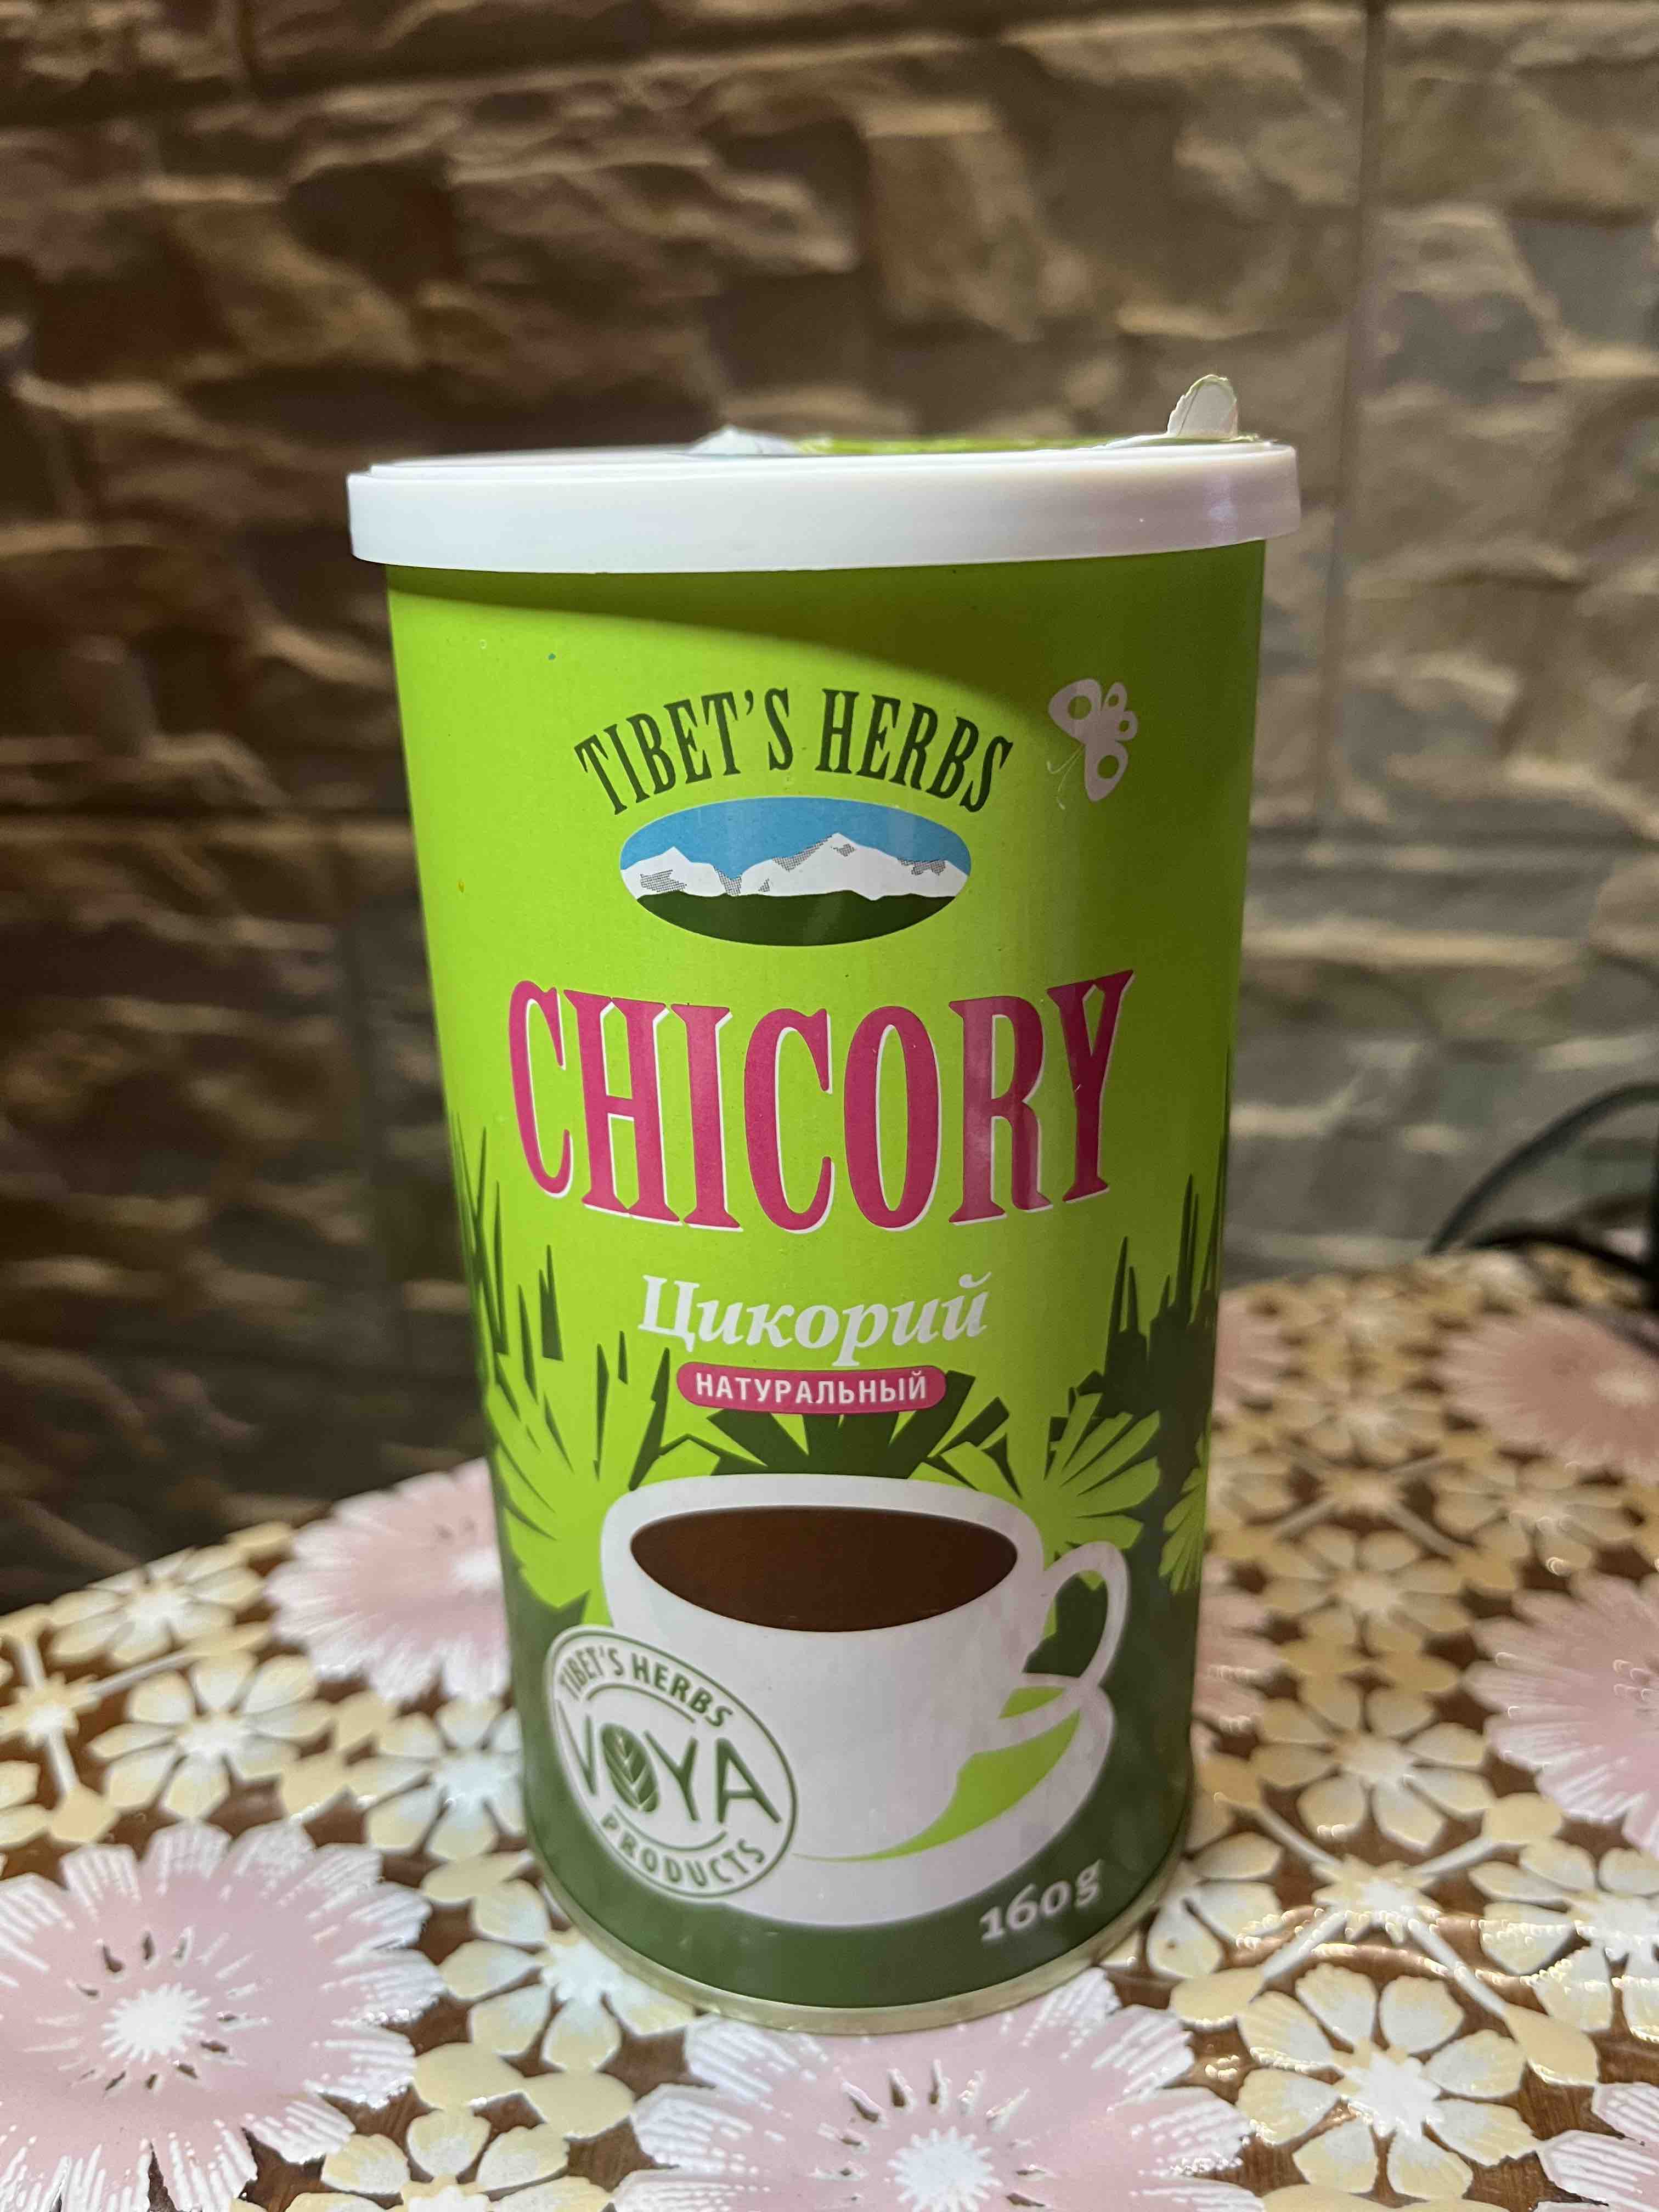 TIBET'S HERBS
CHICORY
Цикорий
НАТУРАЛЬНЫЙ
TIBET'S HERBS
VOYA
PRODUCTS
160g